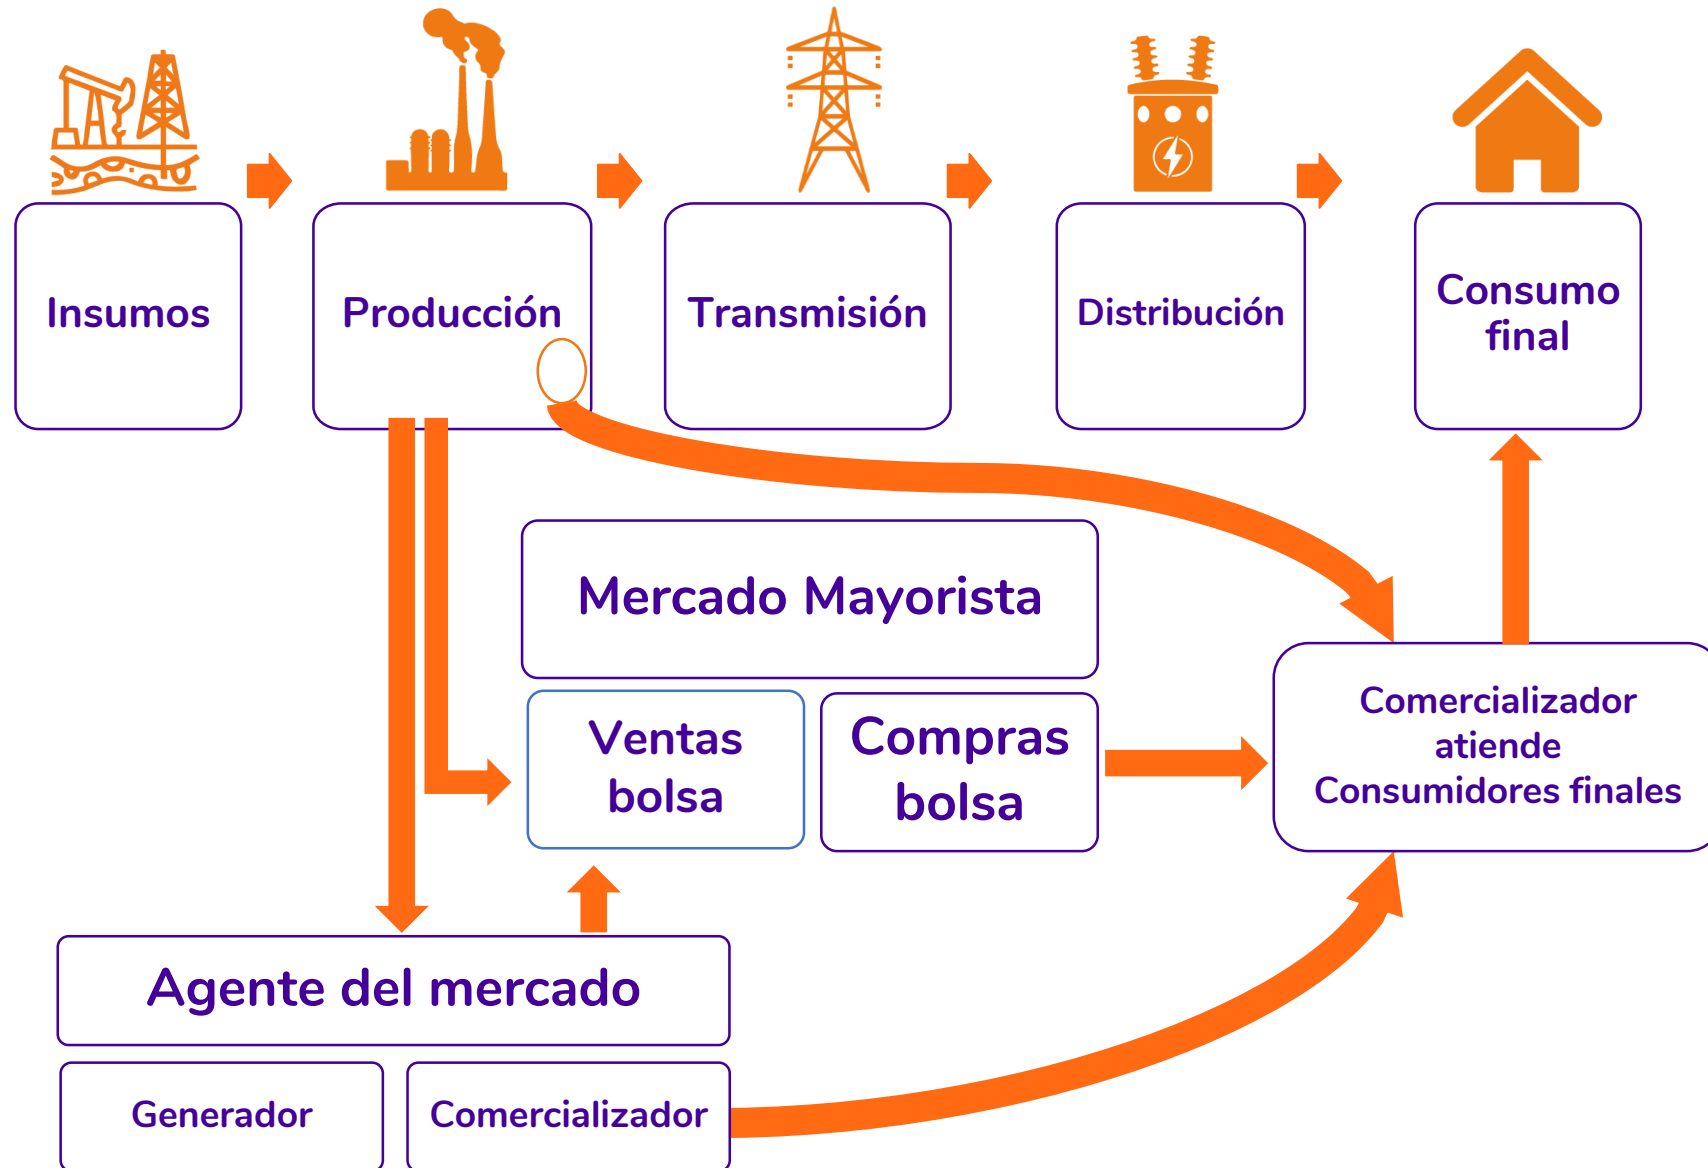 Insumos
Producción
Transmisión
Distribución
Consumo
final
Mercado Mayorista
Ventas
bolsa
Compras
bolsa
Comercializador
atiende
Consumidores finales
Agente del mercado
Generador
Comercializador